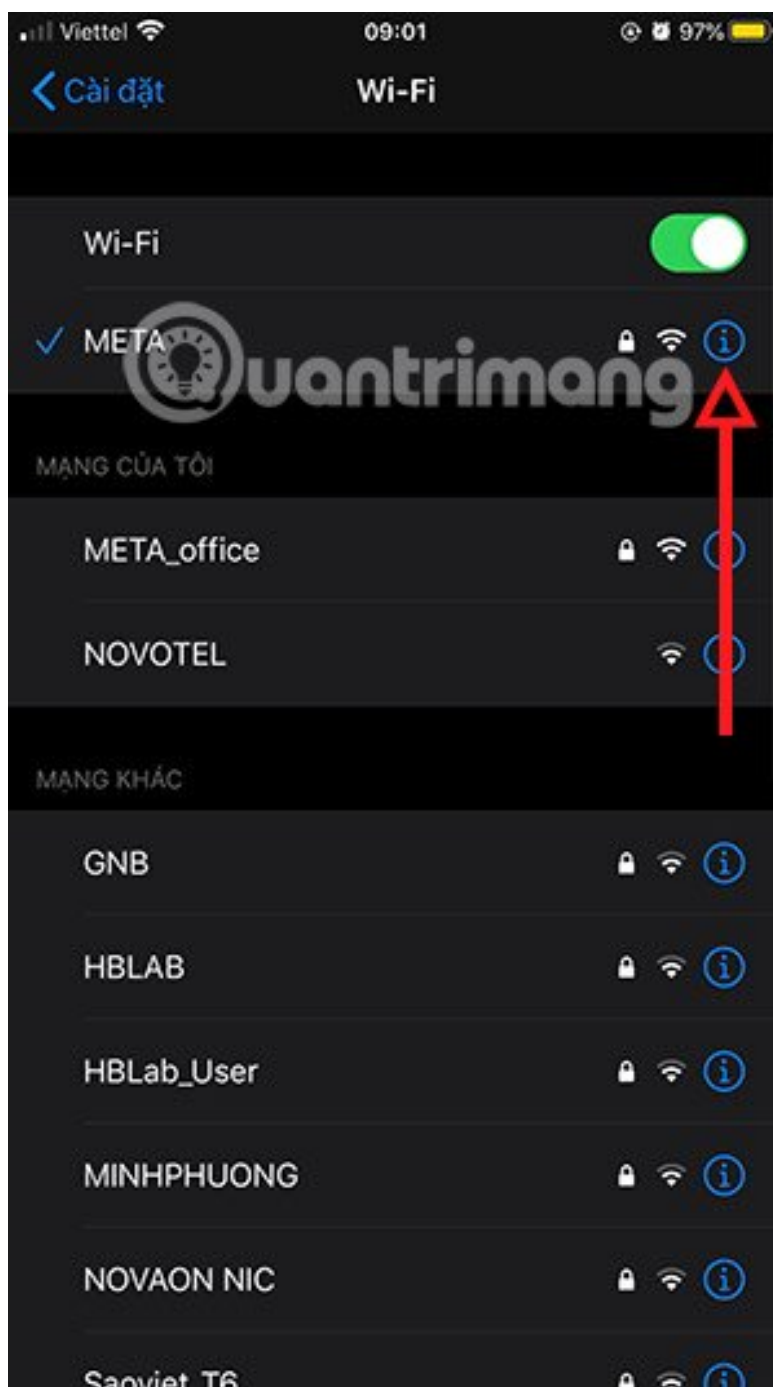 Viettel 09:01 97%
Cài đặt Wi-Fi
Wi-Fi
META
Quantrimang
MẠNG CỦA TÔI
META_office
NOVOTEL
MẠNG KHÁC
GNB
HBLAB
HBLab_User
MINHPHUONG
NOVAON NIC
Saoviet_T6